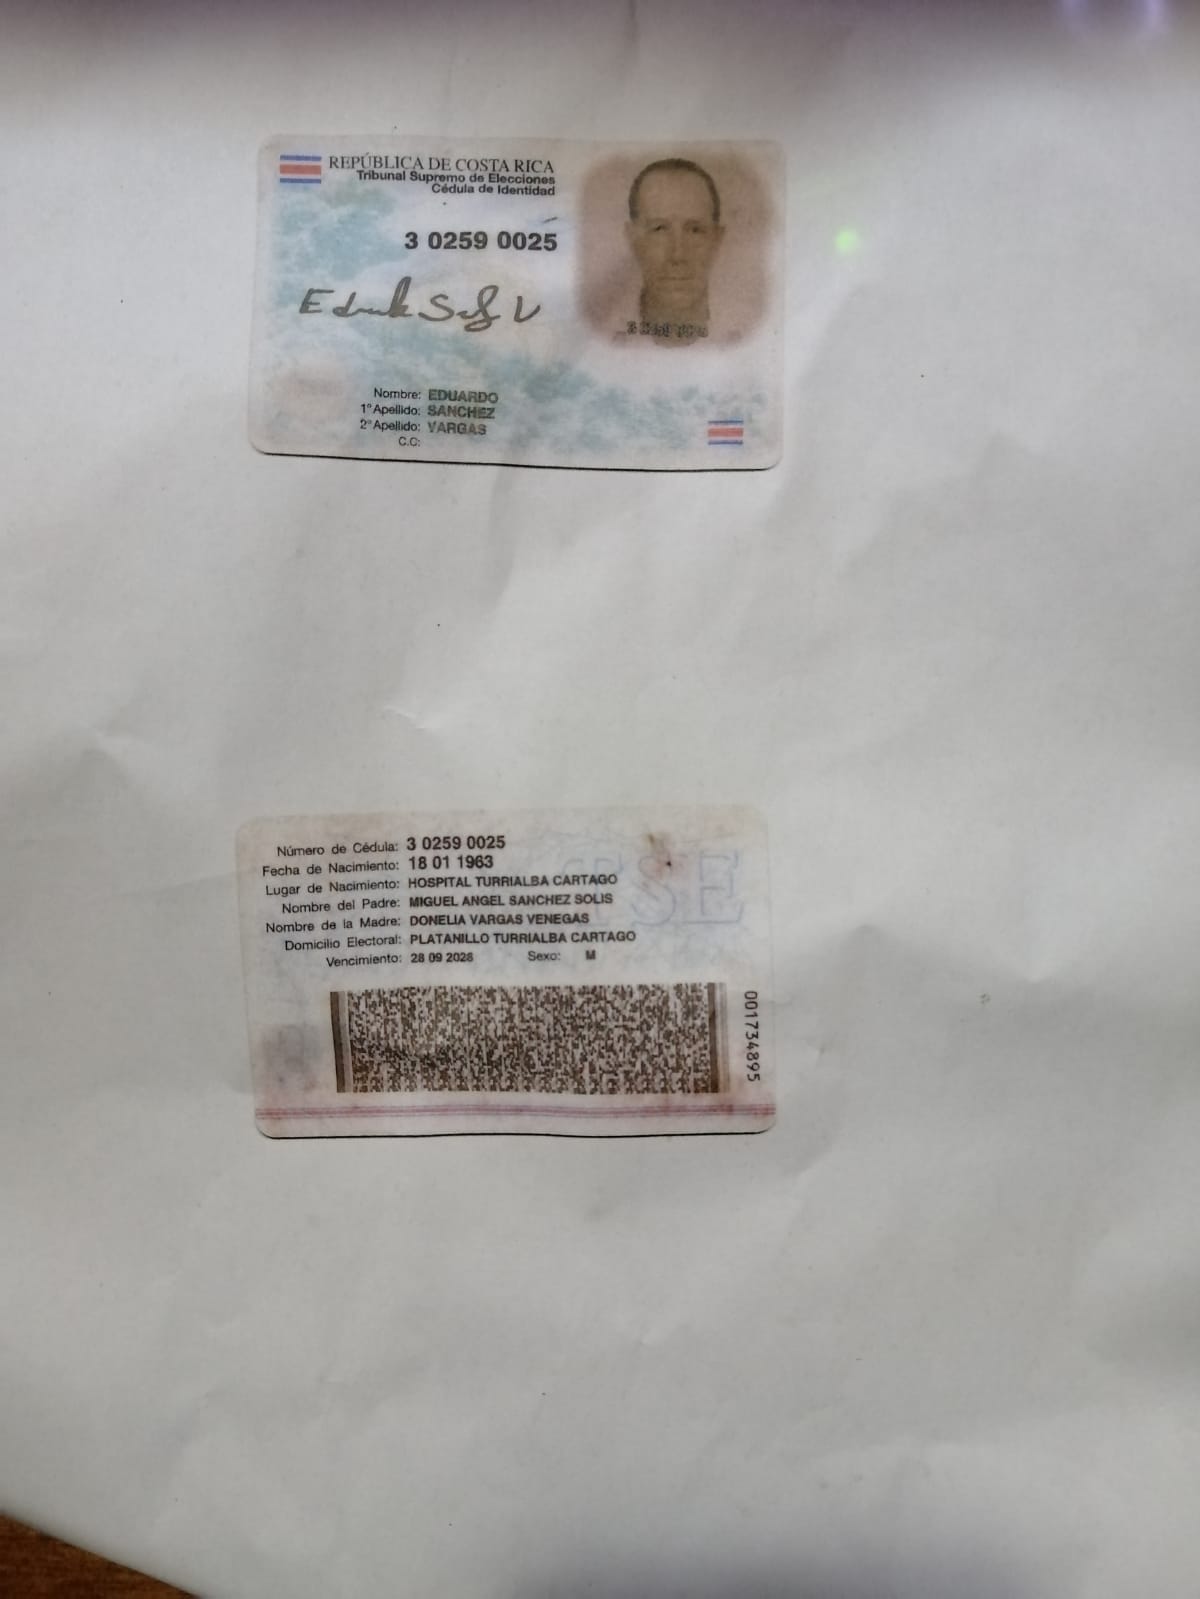 REPÚBLICA DE COSTA RICA
Tribunal Supremo de Elecciones
Cédula de Identidad
3 0259 0025
Nombre: EDUARDO
1° Apellido: SANCHEZ
2° Apellido: VARGAS
C.C:
Número de Cédula: 3 0259 0025
Fecha de Nacimiento: 18 01 1963
Lugar de Nacimiento: HOSPITAL TURRIALBA CARTAGO
Nombre del Padre: MIGUEL ANGEL SANCHEZ SOLIS
Nombre de la Madre: DONELIA VARGAS VENEGAS
Domicilio Electoral: PLATANILLO TURRIALBA CARTAGO
Vencimiento: 28 09 2028 Sexo: M
TSE
001734895